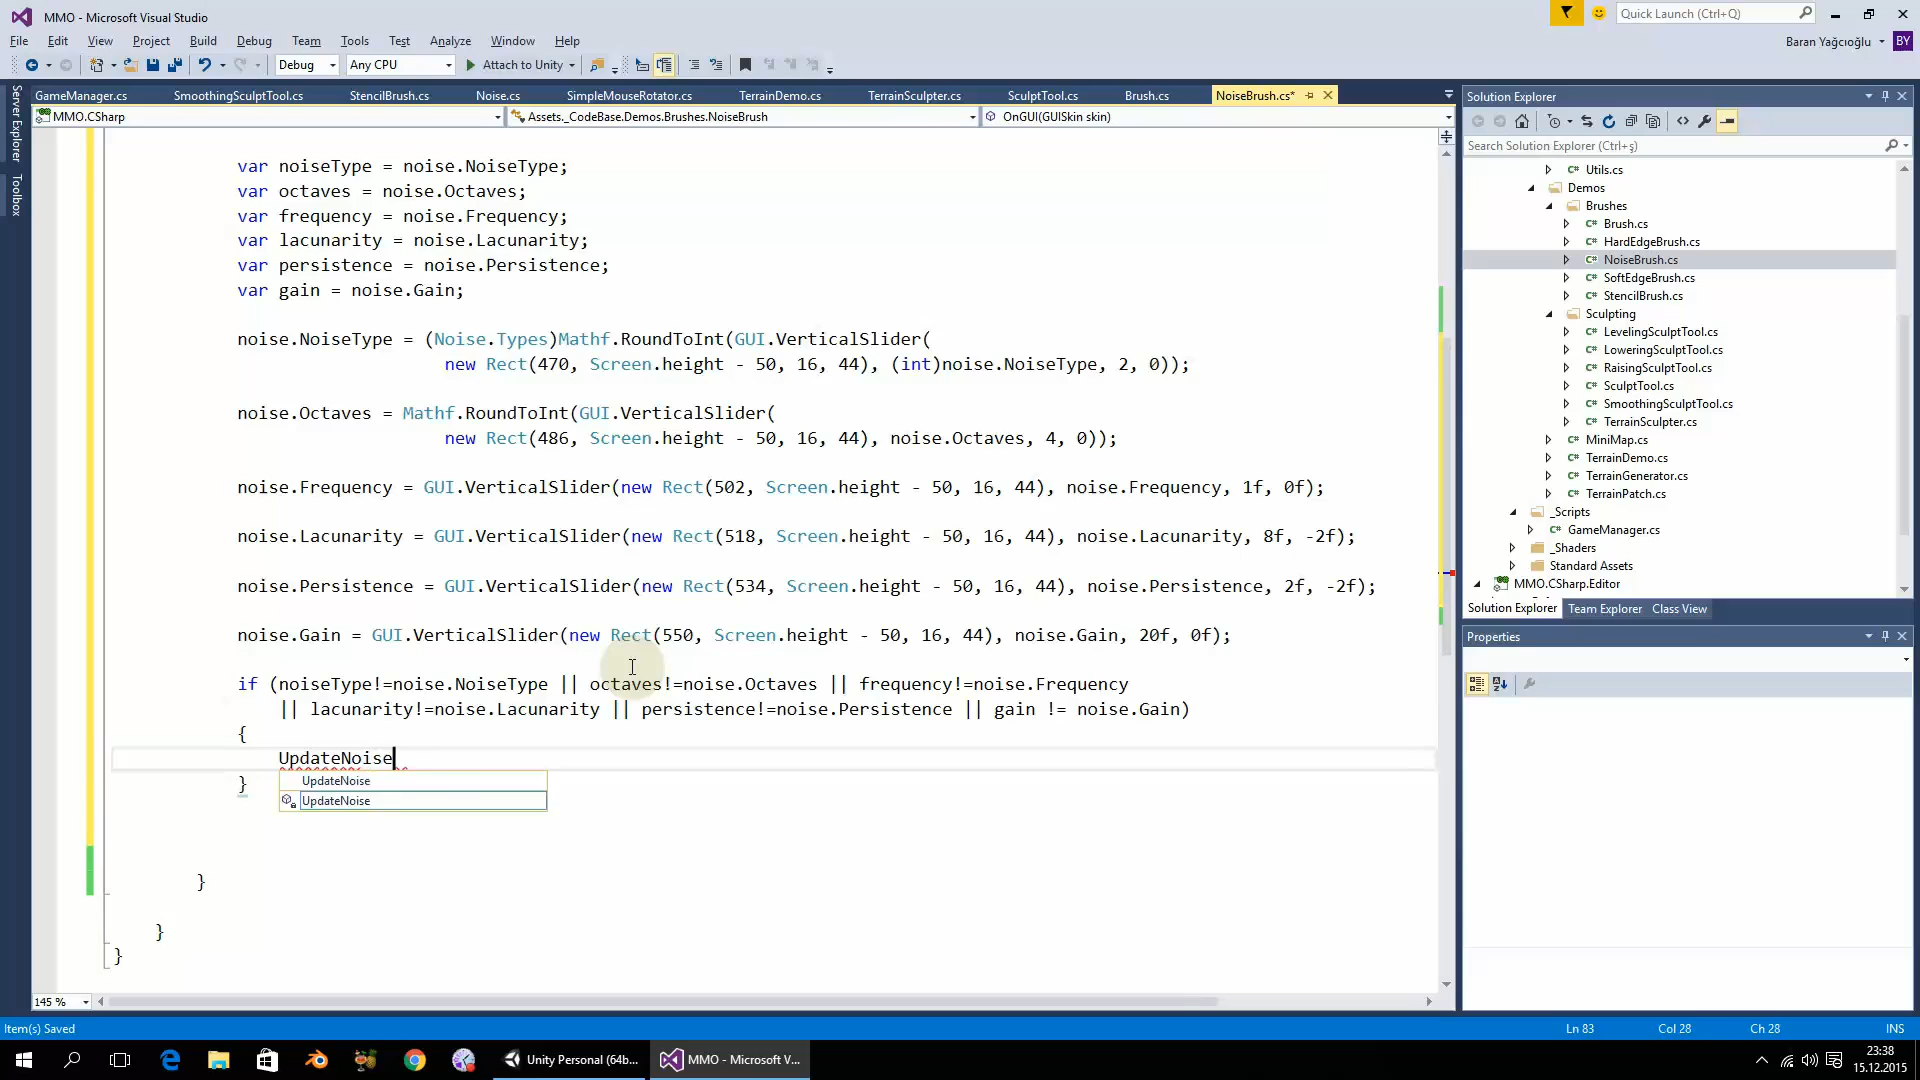 MMO - Microsoft Visual Studio
Quick Launch (Ctrl+Q)
File Edit View Project Build Debug Team Tools Test Analyze Window Help
Baran Yağcıoğlu BY
Debug Any CPU Attach to Unity
Server Explorer
Toolbox
GameManager.cs SmoothingSculptTool.cs StencilBrush.cs Noise.cs SimpleMouseRotator.cs TerrainDemo.cs TerrainSculpter.cs SculptTool.cs Brush.cs NoiseBrush.cs*
MMO.CSharp Assets._CodeBase.Demos.Brushes.NoiseBrush OnGUI(GUISkin skin)
var noiseType = noise.NoiseType;
var octaves = noise.Octaves;
var frequency = noise.Frequency;
var lacunarity = noise.Lacunarity;
var persistence = noise.Persistence;
var gain = noise.Gain;
noise.NoiseType = (Noise.Types)Mathf.RoundToInt(GUI.VerticalSlider(
new Rect(470, Screen.height - 50, 16, 44), (int)noise.NoiseType, 2, 0));
noise.Octaves = Mathf.RoundToInt(GUI.VerticalSlider(
new Rect(486, Screen.height - 50, 16, 44), noise.Octaves, 4, 0));
noise.Frequency = GUI.VerticalSlider(new Rect(502, Screen.height - 50, 16, 44), noise.Frequency, 1f, 0f);
noise.Lacunarity = GUI.VerticalSlider(new Rect(518, Screen.height - 50, 16, 44), noise.Lacunarity, 8f, -2f);
noise.Persistence = GUI.VerticalSlider(new Rect(534, Screen.height - 50, 16, 44), noise.Persistence, 2f, -2f);
noise.Gain = GUI.VerticalSlider(new Rect(550, Screen.height - 50, 16, 44), noise.Gain, 20f, 0f);
if (noiseType!=noise.NoiseType || octaves!=noise.Octaves || frequency!=noise.Frequency
|| lacunarity!=noise.Lacunarity || persistence!=noise.Persistence || gain != noise.Gain)
{
UpdateNoise
}
UpdateNoise
UpdateNoise
}
}
}
145 %
Solution Explorer
Search Solution Explorer (Ctrl+ş)
Utils.cs
Demos
Brushes
Brush.cs
HardEdgeBrush.cs
NoiseBrush.cs
SoftEdgeBrush.cs
StencilBrush.cs
Sculpting
LevelingSculptTool.cs
LoweringSculptTool.cs
RaisingSculptTool.cs
SculptTool.cs
SmoothingSculptTool.cs
TerrainSculpter.cs
MiniMap.cs
TerrainDemo.cs
TerrainGenerator.cs
TerrainPatch.cs
_Scripts
GameManager.cs
_Shaders
Standard Assets
MMO.CSharp.Editor
Solution Explorer Team Explorer Class View
Properties
Item(s) Saved Ln 83 Col 28 Ch 28 INS
Unity Personal (64b... MMO - Microsoft V...
23:38
15.12.2015